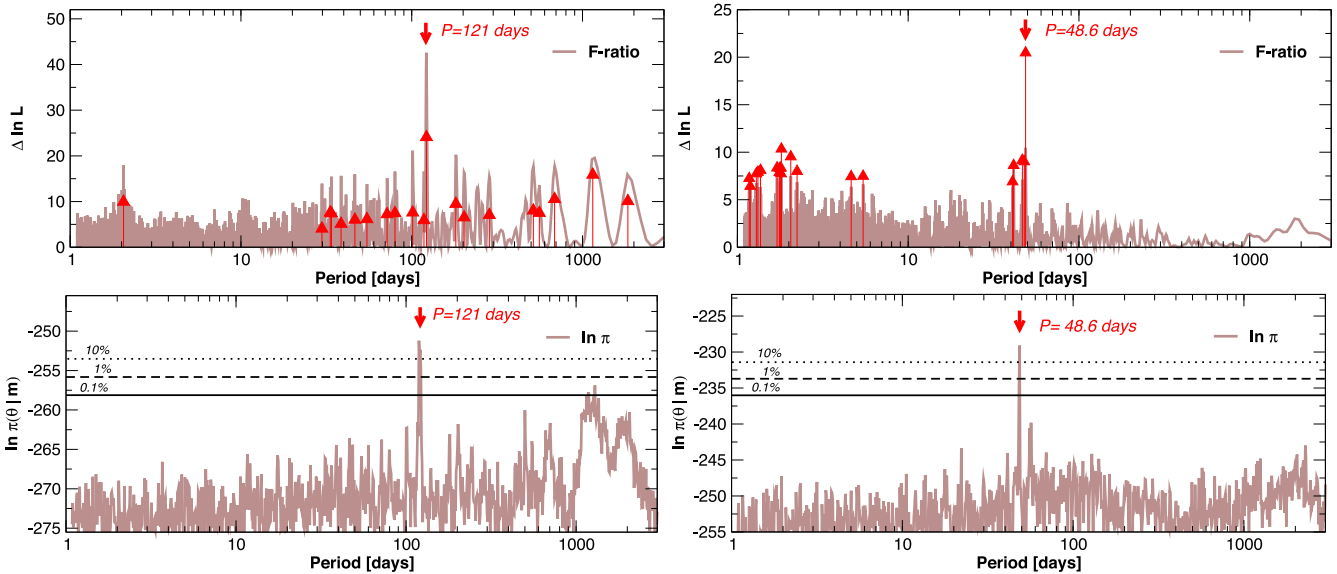 P=121 days
F-ratio
Δ ln L
50
40
30
20
10
0
1
10
100
1000
Period [days]
P=48.6 days
F-ratio
Δ ln L
25
20
15
10
5
0
1
10
100
1000
Period [days]
P=121 days
ln π
10%
1%
0.1%
ln π(θ | m)
-250
-255
-260
-265
-270
-275
1
10
100
1000
Period [days]
P= 48.6 days
ln π
10%
1%
0.1%
ln π(θ | m)
-225
-230
-235
-240
-245
-250
-255
1
10
100
1000
Period [days]